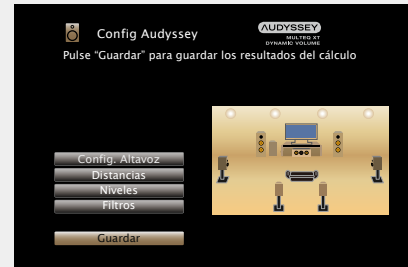 Config Audyssey
AUDYSSEY
MULTEQ XT
DYNAMIC VOLUME
Pulse “Guardar” para guardar los resultados del cálculo
Config. Altavoz
Distancias
Niveles
Filtros
Guardar